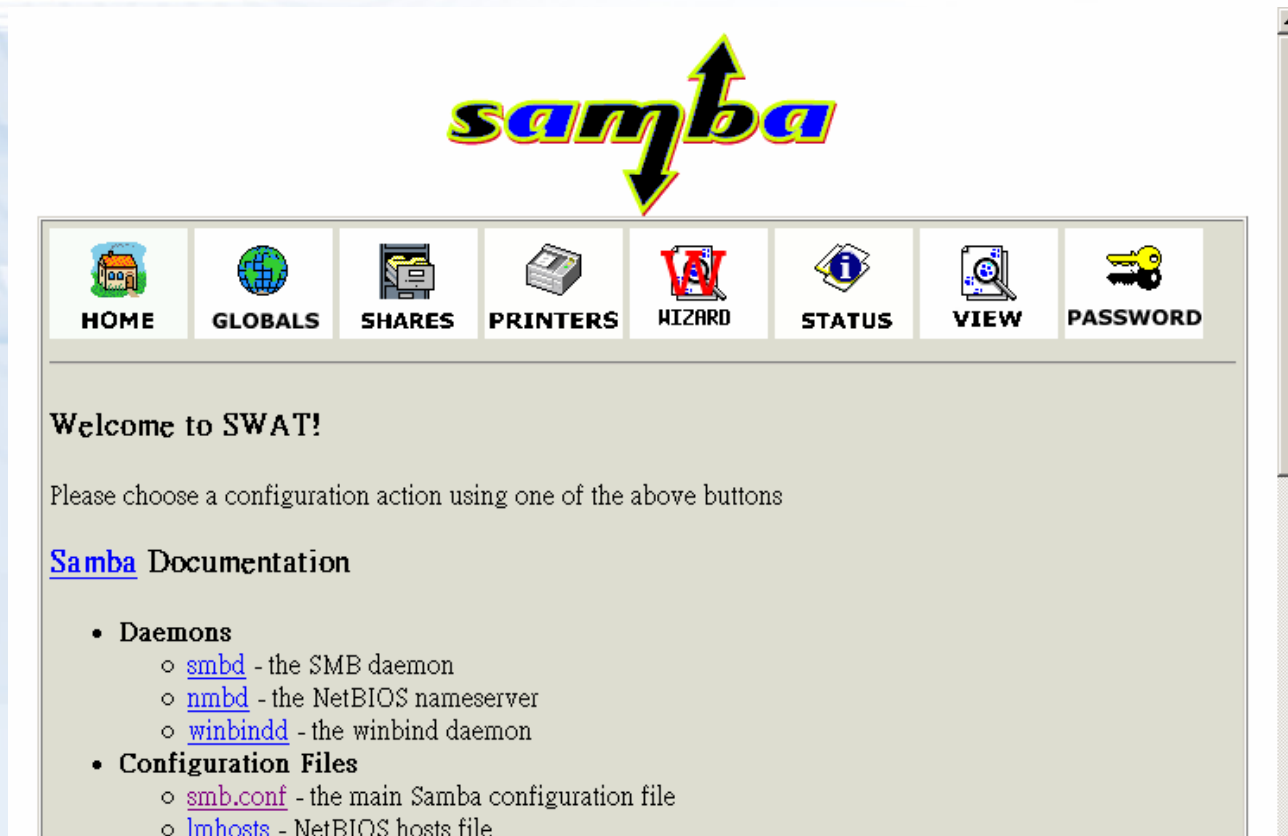 samba
HOME GLOBALS SHARES PRINTERS WIZARD STATUS VIEW PASSWORD
Welcome to SWAT!
Please choose a configuration action using one of the above buttons
Samba Documentation
• Daemons
○ smbd - the SMB daemon
○ nmbd - the NetBIOS nameserver
○ winbindd - the winbind daemon
• Configuration Files
○ smb.conf - the main Samba configuration file
○ lmhosts - NetBIOS hosts file